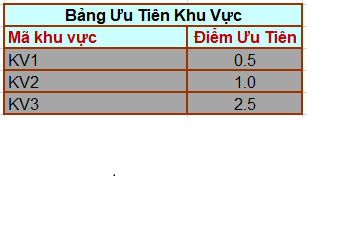 Bảng Ưu Tiên Khu Vực
Mã khu vực Điểm Ưu Tiên
KV1 0.5
KV2 1.0
KV3 2.5
.